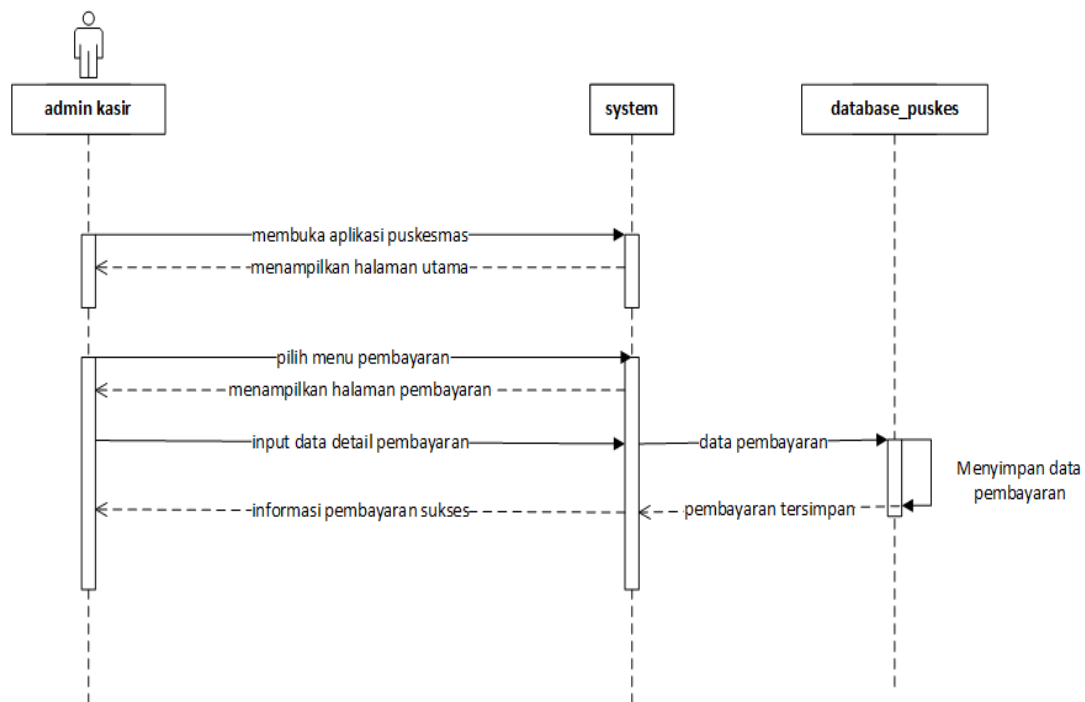 admin kasir
system
database_puskes
membuka aplikasi puskesmas
menampilkan halaman utama
pilih menu pembayaran
menampilkan halaman pembayaran
input data detail pembayaran
data pembayaran
Menyimpan data
pembayaran
informasi pembayaran sukses
pembayaran tersimpan